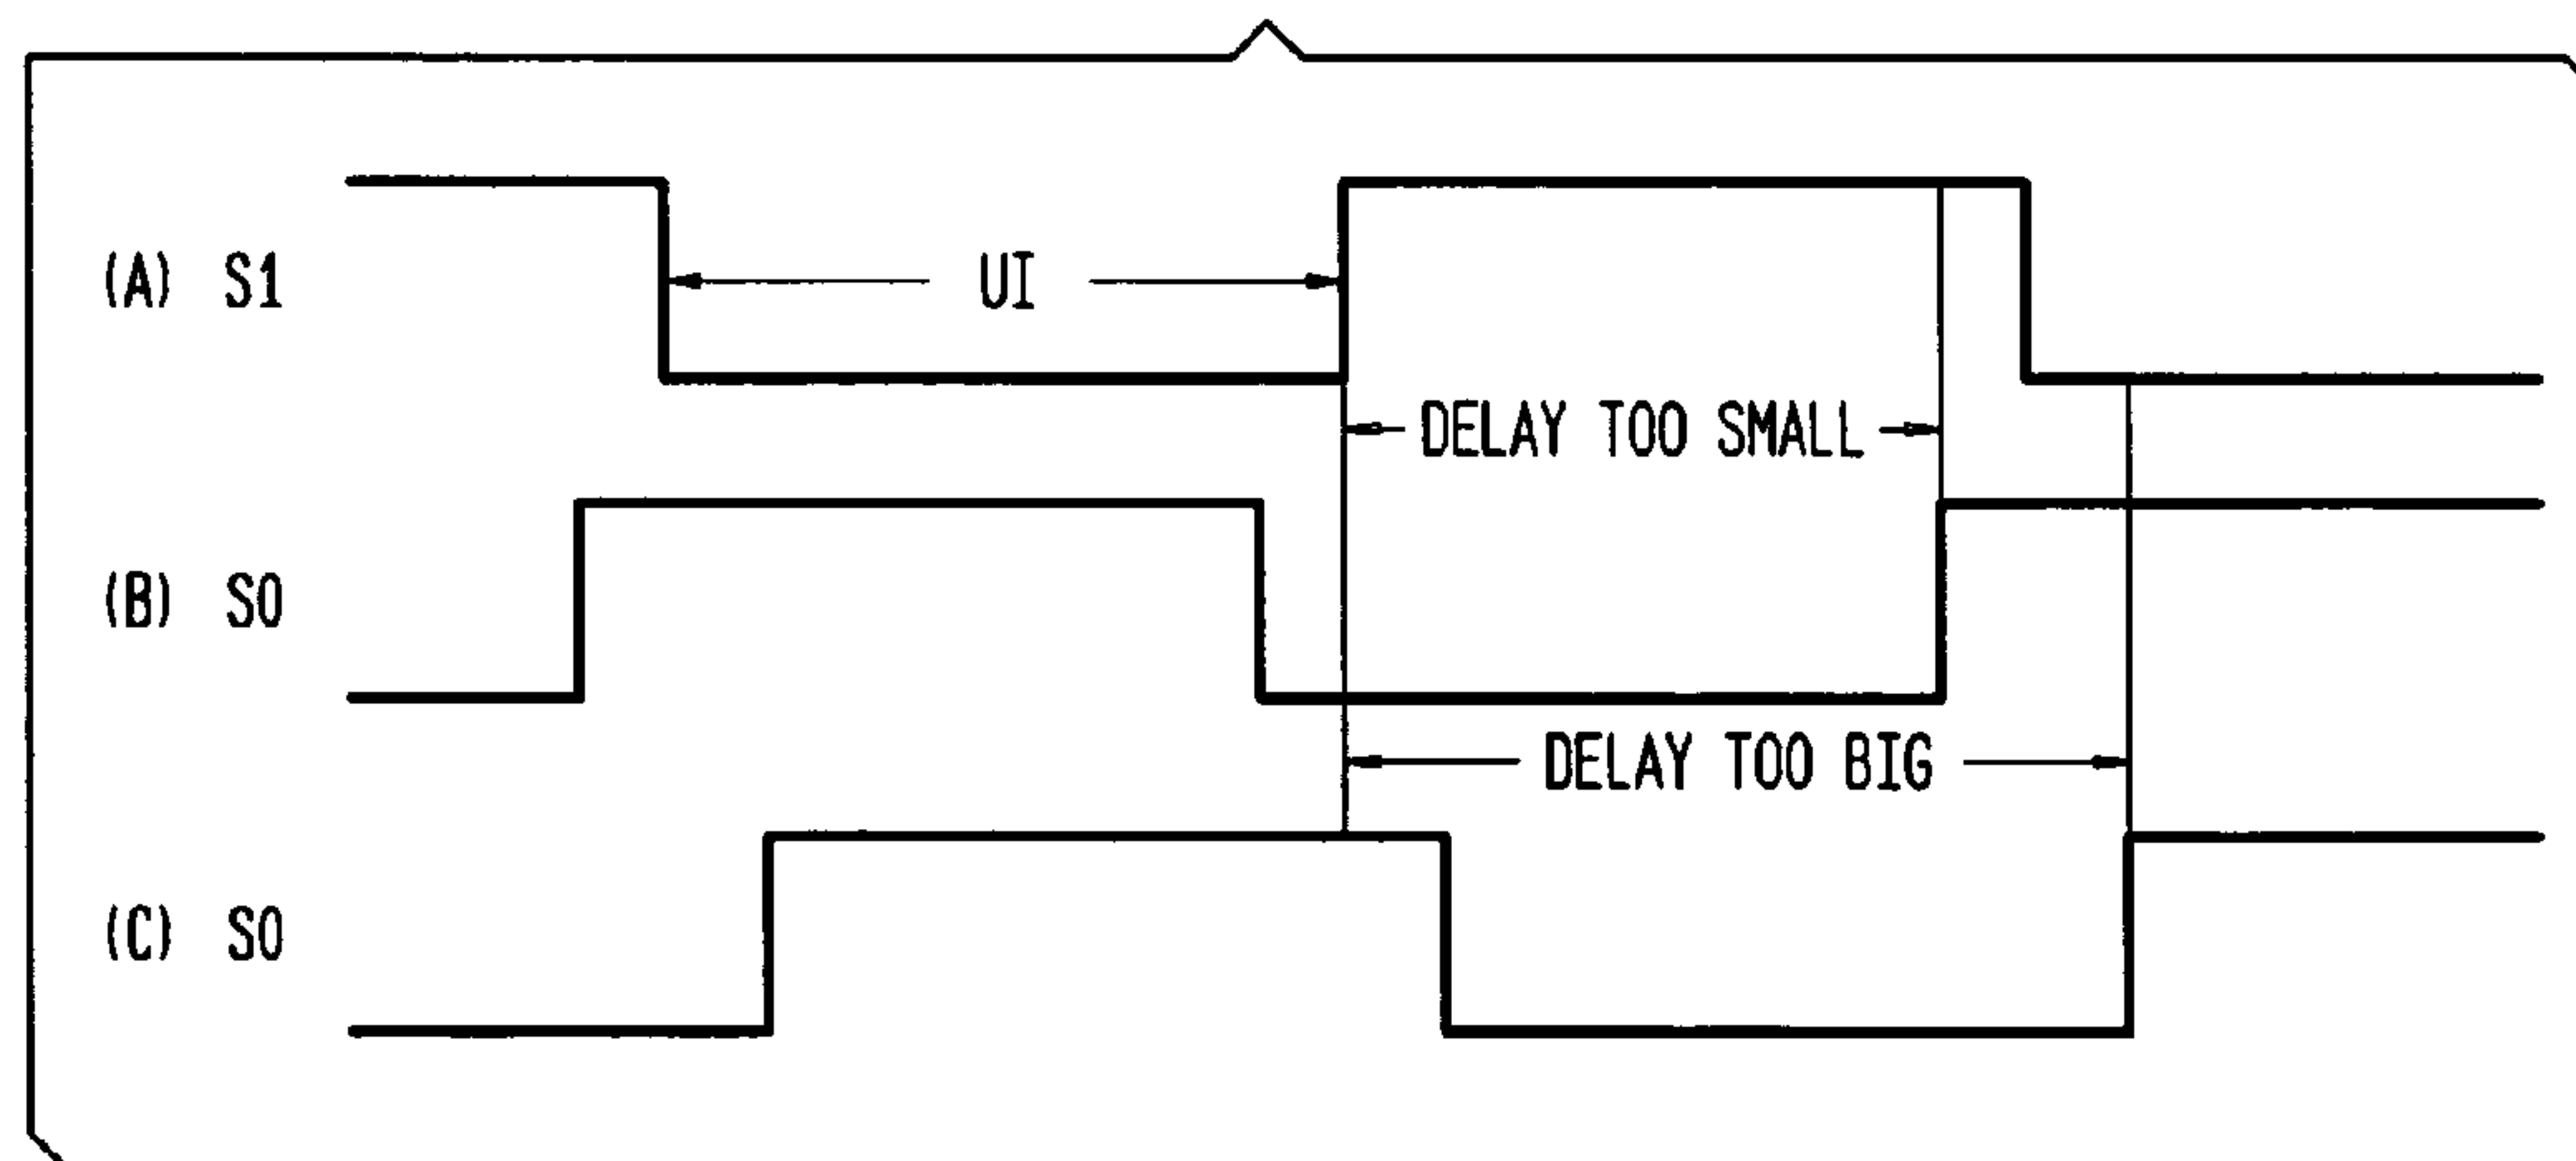 (A) S1
UI
DELAY TOO SMALL
(B) S0
DELAY TOO BIG
(C) S0